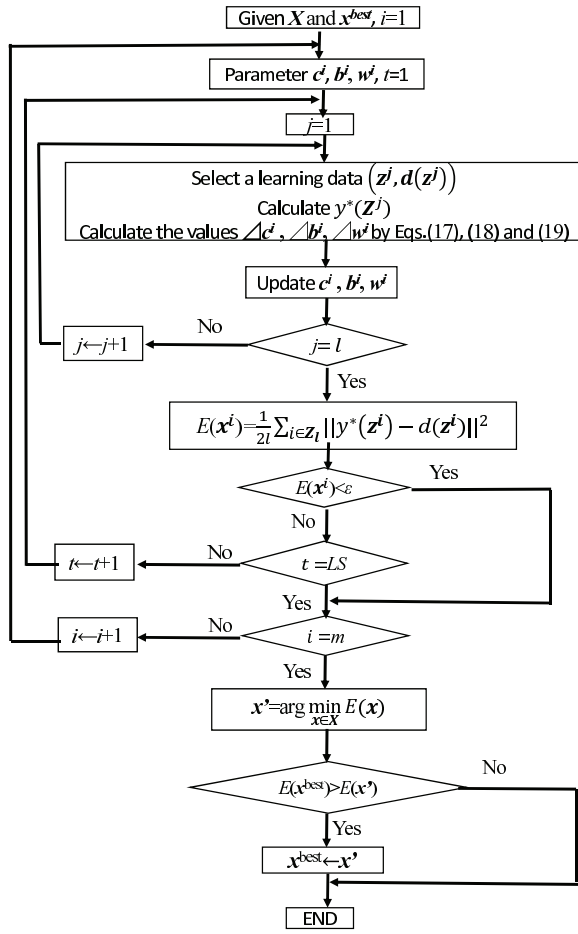 Given X and x^best, i=1
Parameter c^i, b^i, w^i, t=1
j=1
Select a learning data (z^j, d(z^j))
Calculate y*(Z^j)
Calculate the values ⊿c^i, ⊿b^i, ⊿w^i by Eqs.(17), (18) and (19)
Update c^i, b^i, w^i
No
j←j+1
j= l
Yes
E(x^i)=1/2l ∑_{i∈Z_l} ||y*(z^i) − d(z^i)||^2
Yes
E(x^i)<ε
No
No
t←t+1
t =LS
Yes
No
i←i+1
i =m
Yes
x'=arg min_{x∈X} E(x)
No
E(x^best)>E(x')
Yes
x^best←x'
END